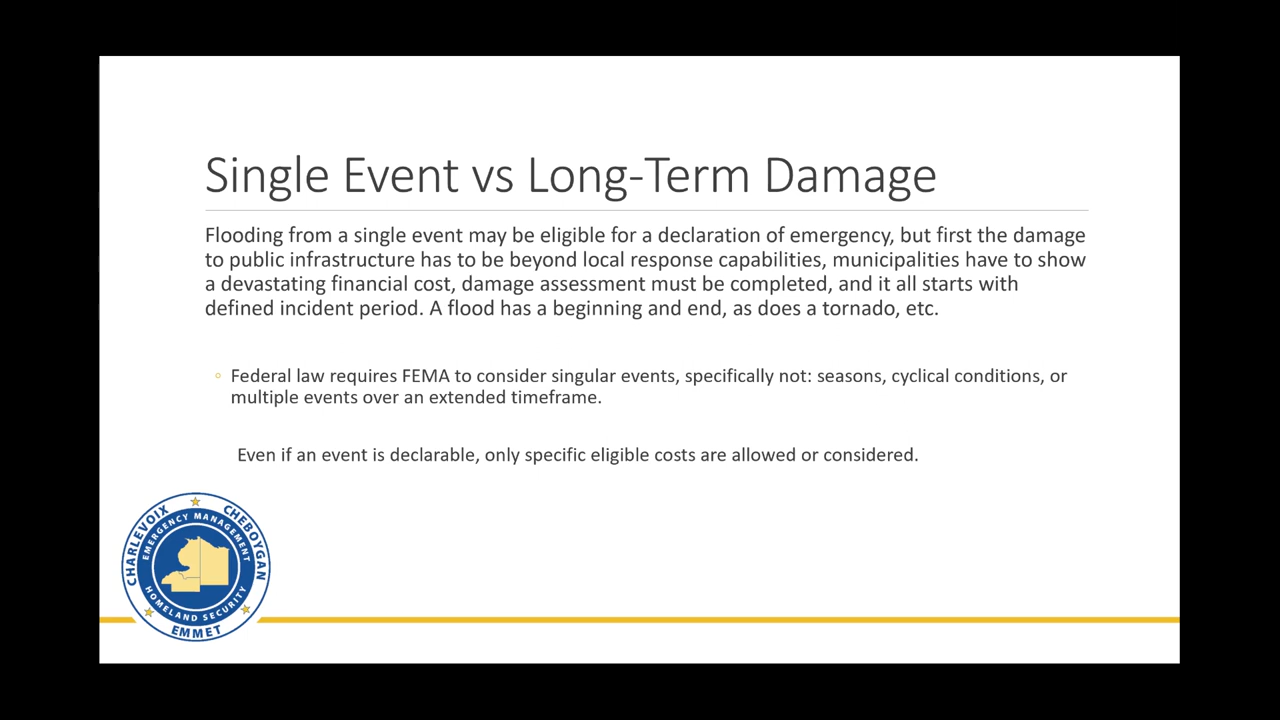 Single Event vs Long-Term Damage
Flooding from a single event may be eligible for a declaration of emergency, but first the damage
to public infrastructure has to be beyond local response capabilities, municipalities have to show
a devastating financial cost, damage assessment must be completed, and it all starts with
defined incident period. A flood has a beginning and end, as does a tornado, etc.
◦ Federal law requires FEMA to consider singular events, specifically not: seasons, cyclical conditions, or
multiple events over an extended timeframe.
Even if an event is declarable, only specific eligible costs are allowed or considered.
CHARLEVOIX
CHEBOYGAN
EMERGENCY MANAGEMENT
HOMELAND SECURITY
EMMET